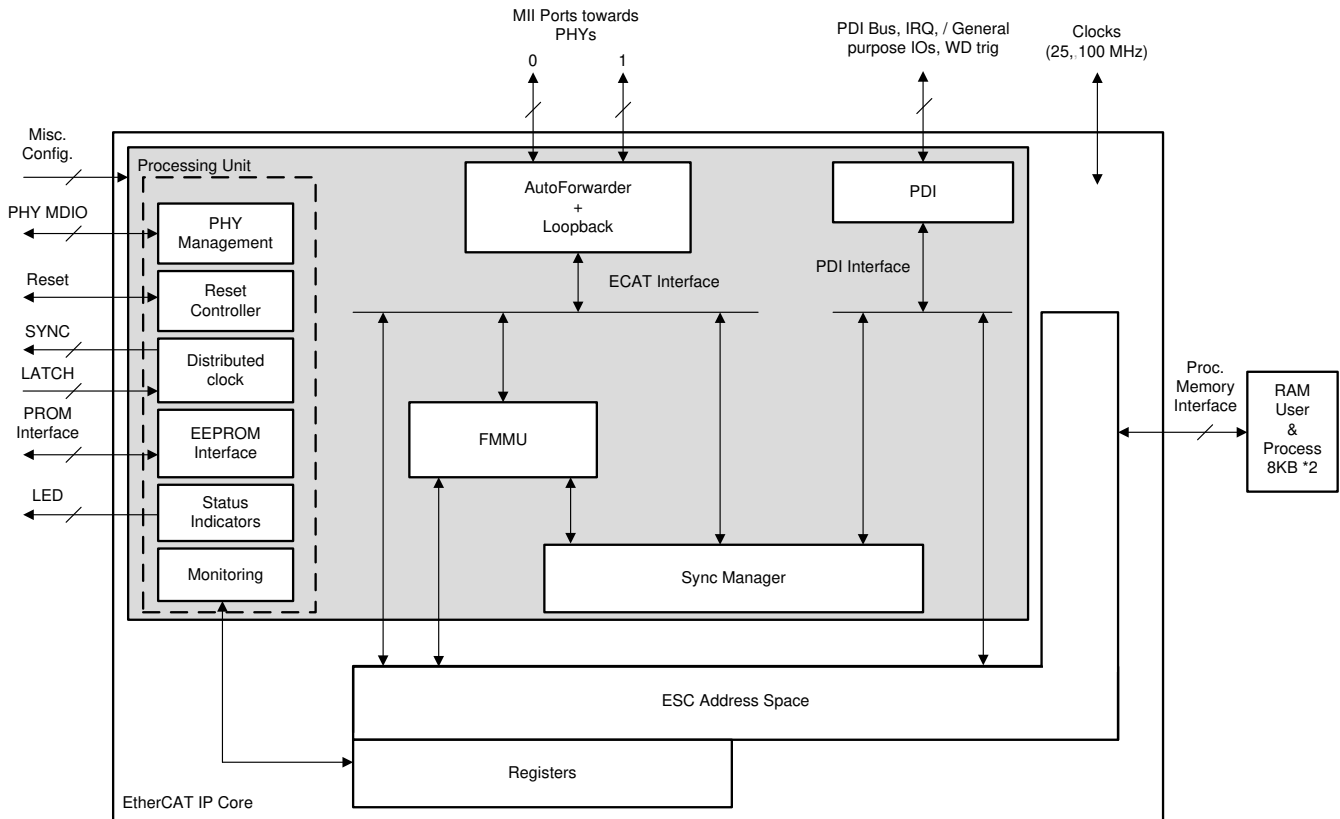 MII Ports towards
PHYs
0
1
PDI Bus, IRQ, / General
purpose IOs, WD trig
Clocks
(25,,100 MHz)
Misc.
Config.
PHY MDIO
Reset
SYNC
LATCH
PROM
Interface
LED
Processing Unit
PHY
Management
Reset
Controller
Distributed
clock
EEPROM
Interface
Status
Indicators
Monitoring
AutoForwarder
+
Loopback
ECAT Interface
PDI
PDI Interface
FMMU
Sync Manager
Proc.
Memory
Interface
RAM
User
&
Process
8KB *2
ESC Address Space
Registers
EtherCAT IP Core